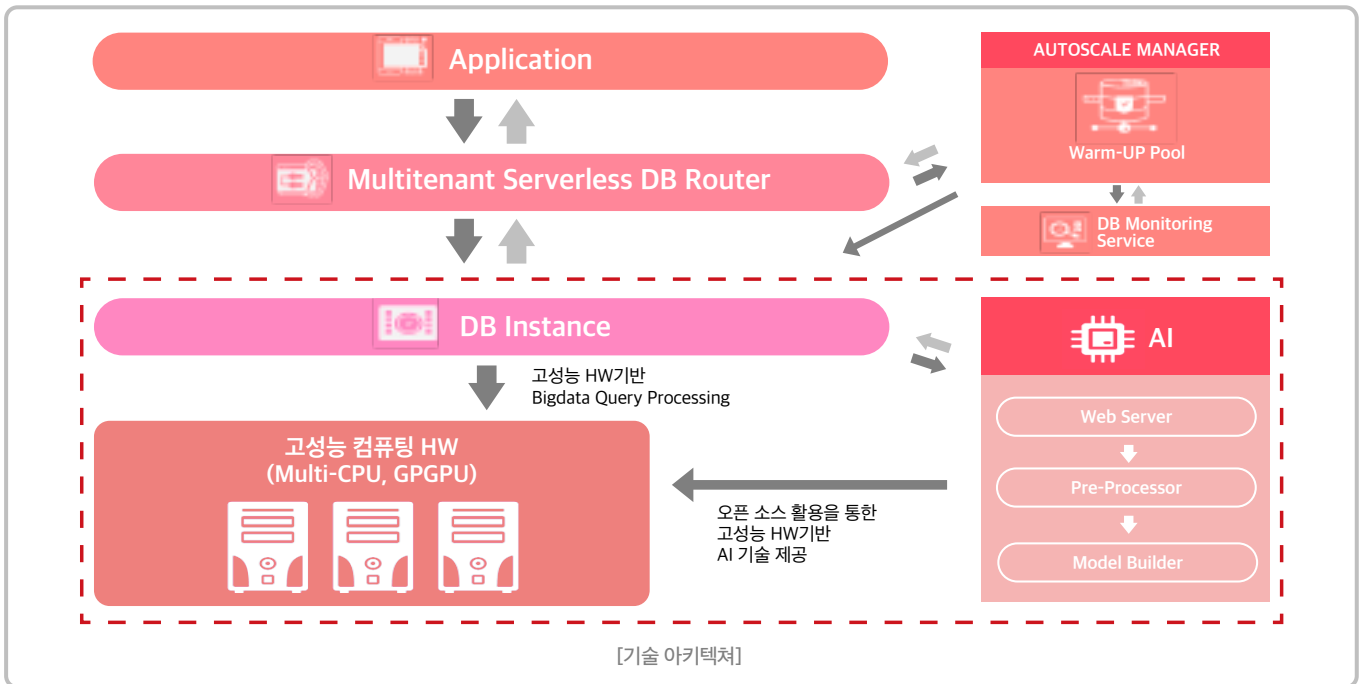 Application
AUTOSCALE MANAGER
Warm-UP Pool
Multitenant Serverless DB Router
DB Monitoring
Service
DB Instance
AI
고성능 HW기반
Bigdata Query Processing
고성능 컴퓨팅 HW
(Multi-CPU, GPGPU)
Web Server
Pre-Processor
Model Builder
오픈 소스 활용을 통한
고성능 HW기반
AI 기술 제공
[기술 아키텍쳐]